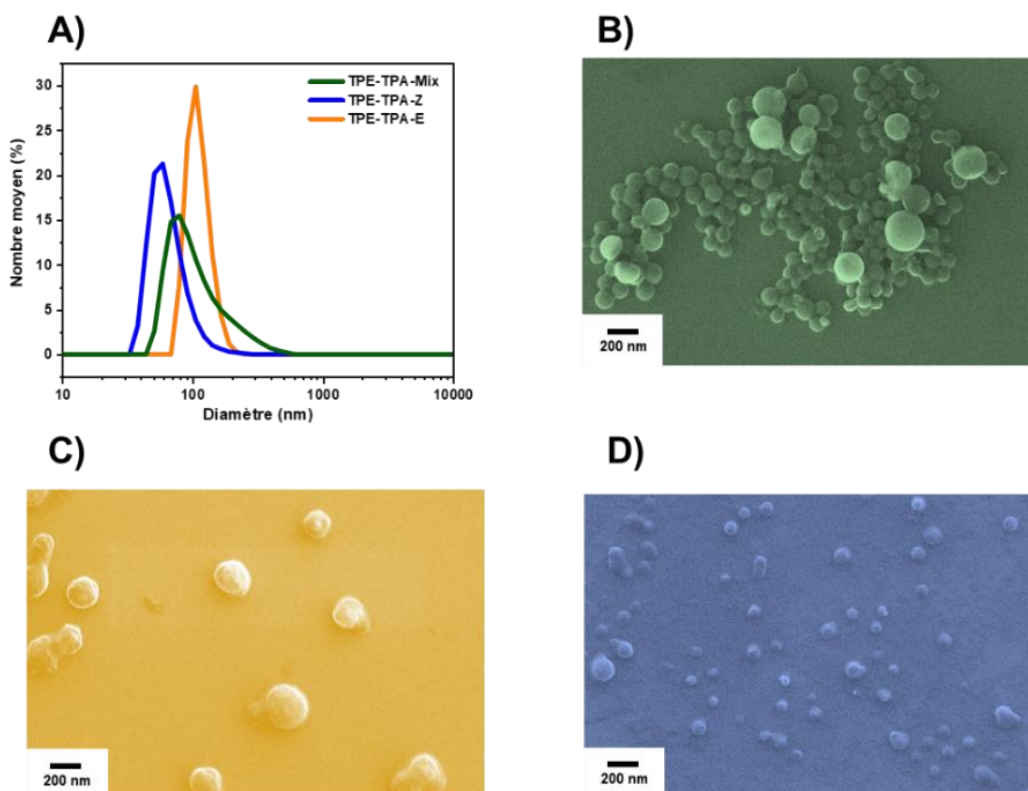 A)
B)
TPE-TPA-Mix
TPE-TPA-Z
TPE-TPA-E
Nombre moyen (%)
30
25
20
15
10
5
0
10
100
1000
10000
Diamètre (nm)
200 nm
C)
D)
200 nm
200 nm